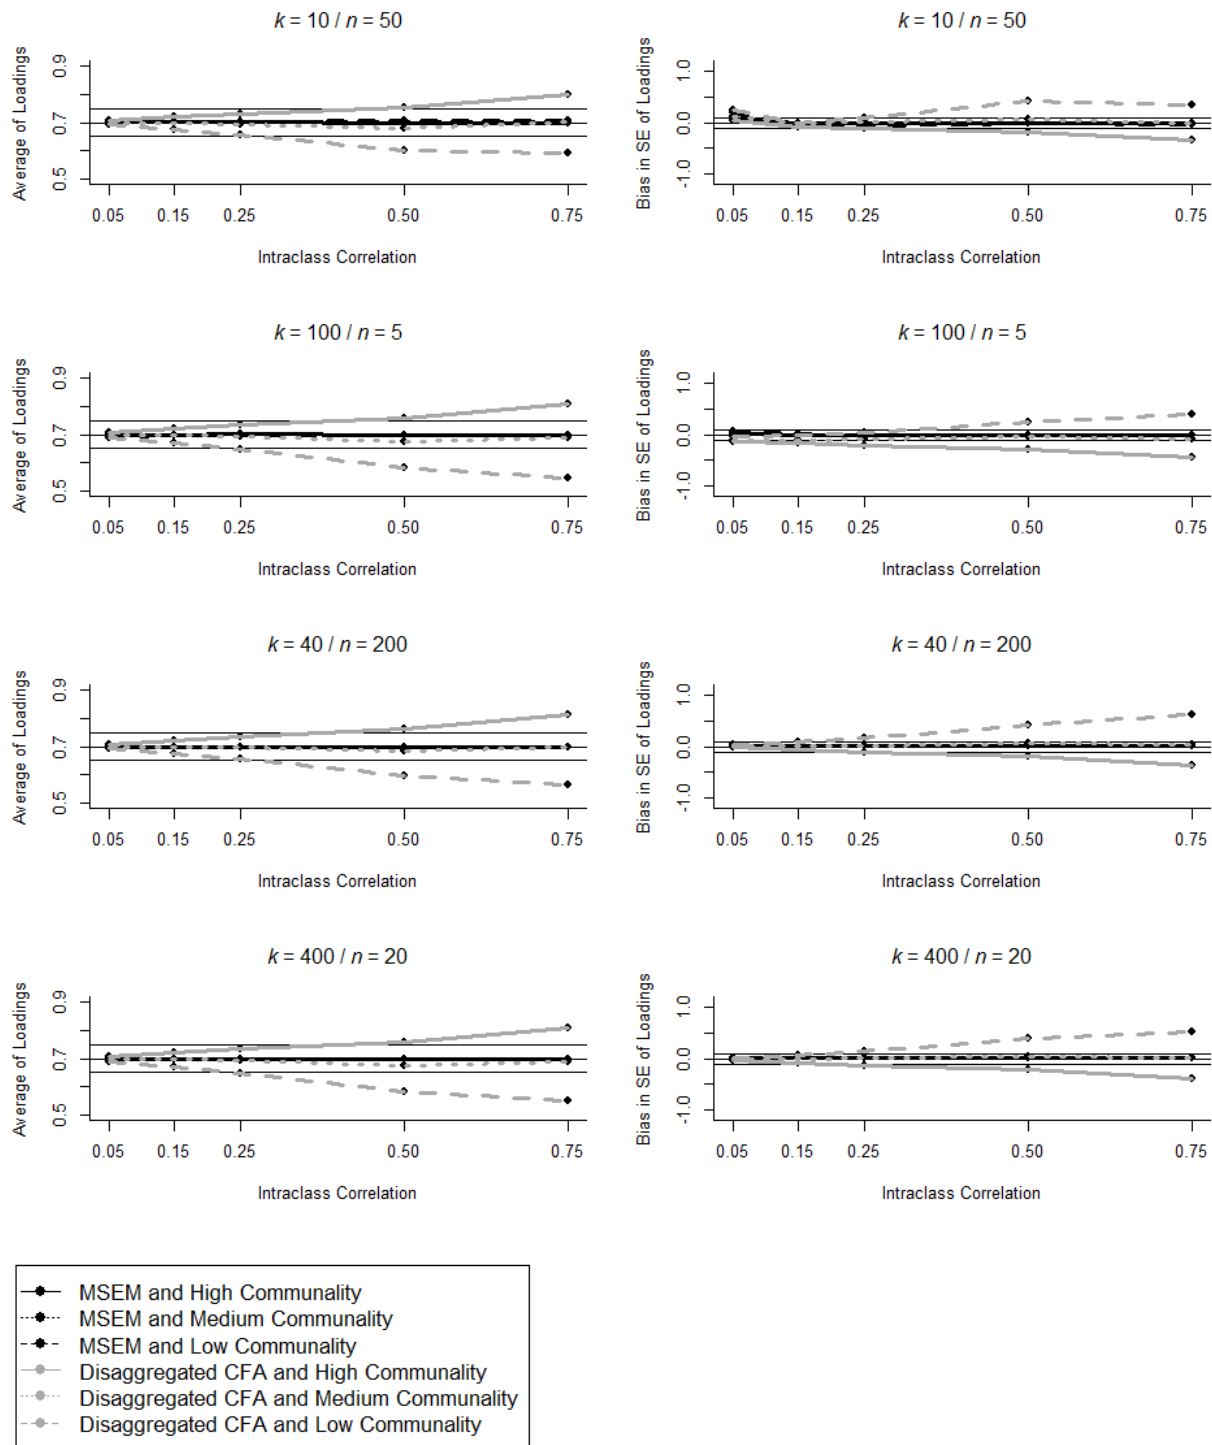 k = 10 / n = 50
Average of Loadings
0.5 0.7 0.9
0.05 0.15 0.25 0.50 0.75
Intraclass Correlation
k = 10 / n = 50
Bias in SE of Loadings
-1.0 0.0 1.0
0.05 0.15 0.25 0.50 0.75
Intraclass Correlation
k = 100 / n = 5
Average of Loadings
0.5 0.7 0.9
0.05 0.15 0.25 0.50 0.75
Intraclass Correlation
k = 100 / n = 5
Bias in SE of Loadings
-1.0 0.0 1.0
0.05 0.15 0.25 0.50 0.75
Intraclass Correlation
k = 40 / n = 200
Average of Loadings
0.5 0.7 0.9
0.05 0.15 0.25 0.50 0.75
Intraclass Correlation
k = 40 / n = 200
Bias in SE of Loadings
-1.0 0.0 1.0
0.05 0.15 0.25 0.50 0.75
Intraclass Correlation
k = 400 / n = 20
Average of Loadings
0.5 0.7 0.9
0.05 0.15 0.25 0.50 0.75
Intraclass Correlation
k = 400 / n = 20
Bias in SE of Loadings
-1.0 0.0 1.0
0.05 0.15 0.25 0.50 0.75
Intraclass Correlation
MSEM and High Communality
MSEM and Medium Communality
MSEM and Low Communality
Disaggregated CFA and High Communality
Disaggregated CFA and Medium Communality
Disaggregated CFA and Low Communality